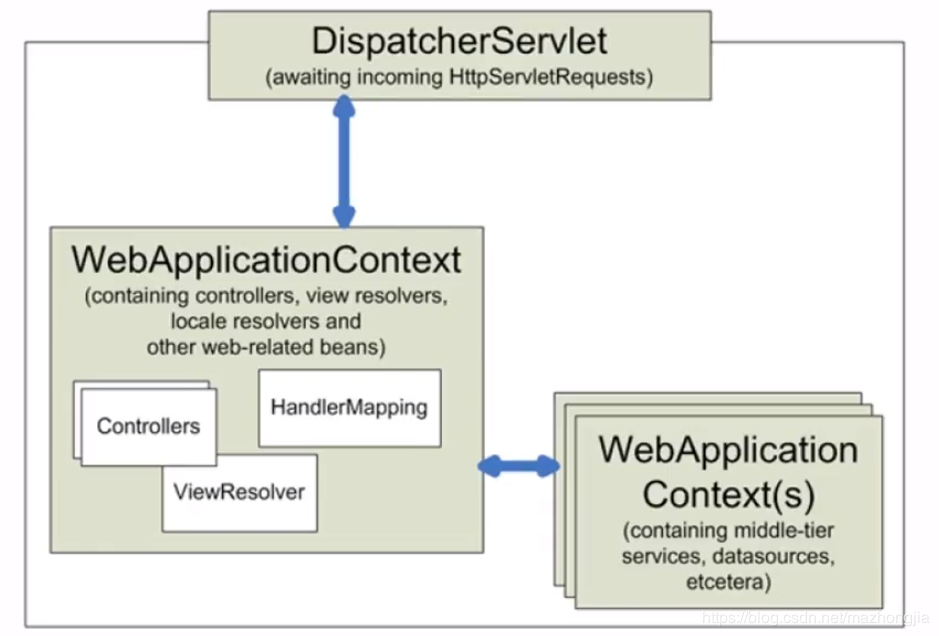 DispatcherServlet
(awaiting incoming HttpServletRequests)
WebApplicationContext
(containing controllers, view resolvers,
locale resolvers and
other web-related beans)
Controllers
HandlerMapping
ViewResolver
WebApplication
Context(s)
(containing middle-tier
services, datasources,
etcetera)
https://blog.csdn.net/mazhongjia